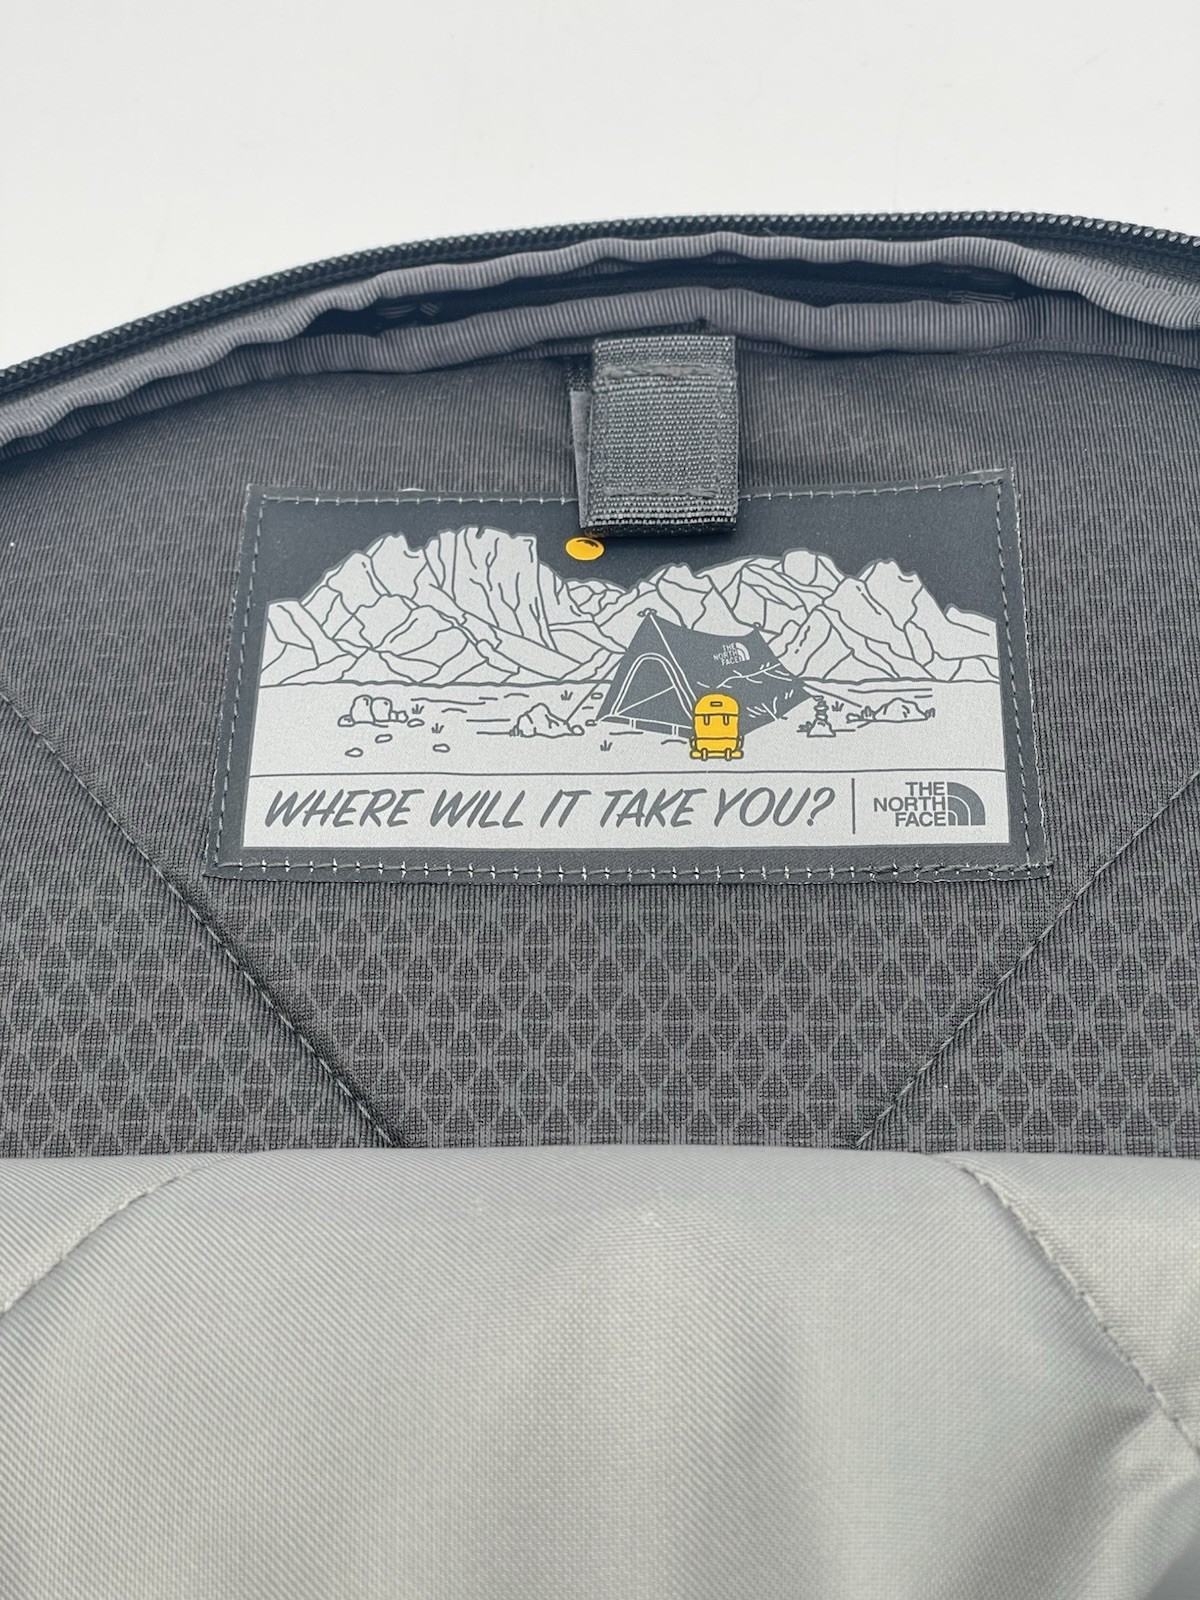 THE
NORTH
FACE
WHERE WILL IT TAKE YOU?
THE
NORTH
FACE